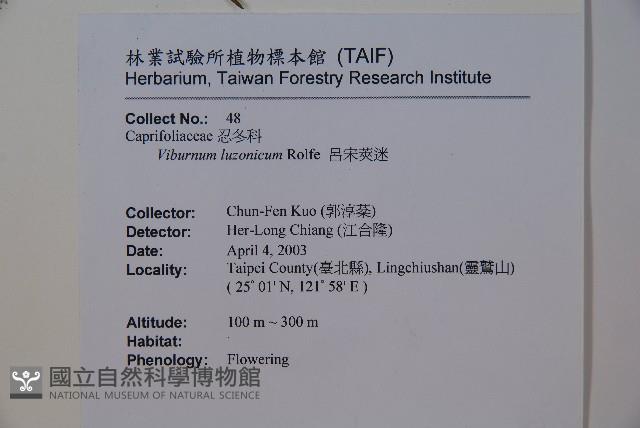 林業試驗所植物標本館 (TAIF)
Herbarium, Taiwan Forestry Research Institute
Collect No.: 48
Caprifoliaceae 忍冬科
Viburnum luzonicum Rolfe 呂宋莢迷
Collector: Chun-Fen Kuo (郭淳棻)
Detector: Her-Long Chiang (江台隆)
Date: April 4, 2003
Locality: Taipei County(臺北縣), Lingchiushan(靈鷲山)
( 25° 01' N, 121° 58' E )
Altitude: 100 m ~ 300 m
Habitat:
Phenology: Flowering
國立自然科學博物館
NATIONAL MUSEUM OF NATURAL SCIENCE